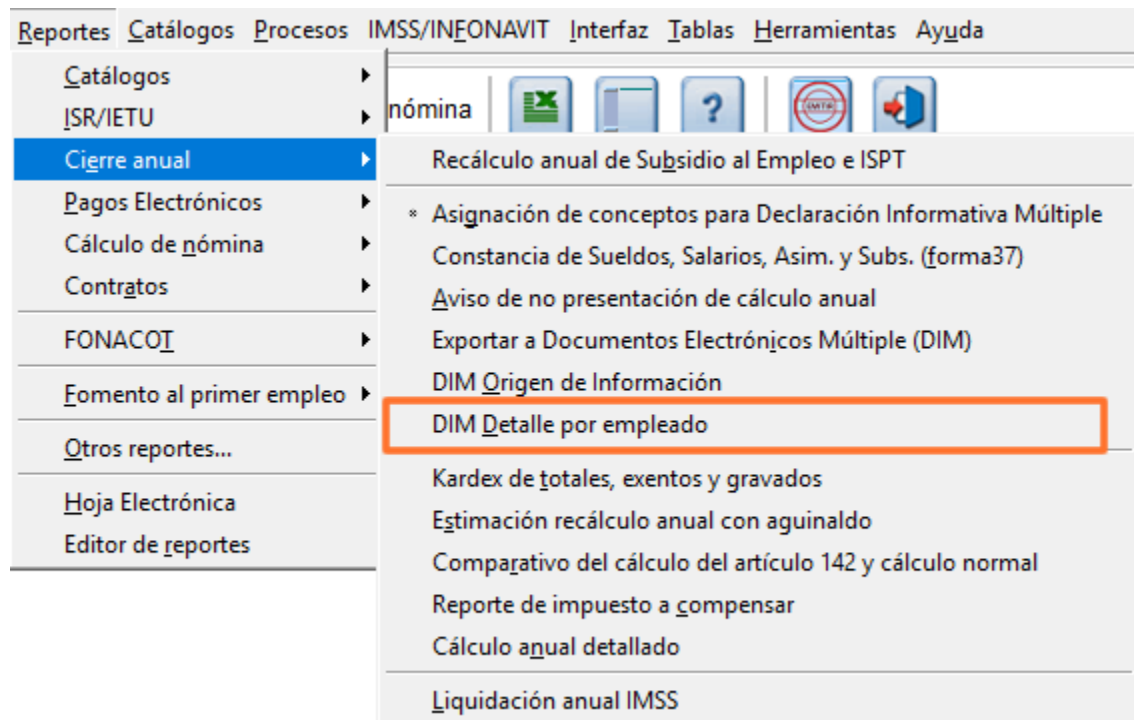 Reportes Catálogos Procesos IMSS/INFONAVIT Interfaz Tablas Herramientas Ayuda
nómina
EMITIR
Catálogos
ISR/IETU
Cierre anual
Pagos Electrónicos
Cálculo de nómina
Contratos
FONACOT
Fomento al primer empleo
Otros reportes...
Hoja Electrónica
Editor de reportes
Recálculo anual de Subsidio al Empleo e ISPT
Asignación de conceptos para Declaración Informativa Múltiple
Constancia de Sueldos, Salarios, Asim. y Subs. (forma37)
Aviso de no presentación de cálculo anual
Exportar a Documentos Electrónicos Múltiple (DIM)
DIM Origen de Información
DIM Detalle por empleado
Kardex de totales, exentos y gravados
Estimación recálculo anual con aguinaldo
Comparativo del cálculo del artículo 142 y cálculo normal
Reporte de impuesto a compensar
Cálculo anual detallado
Liquidación anual IMSS